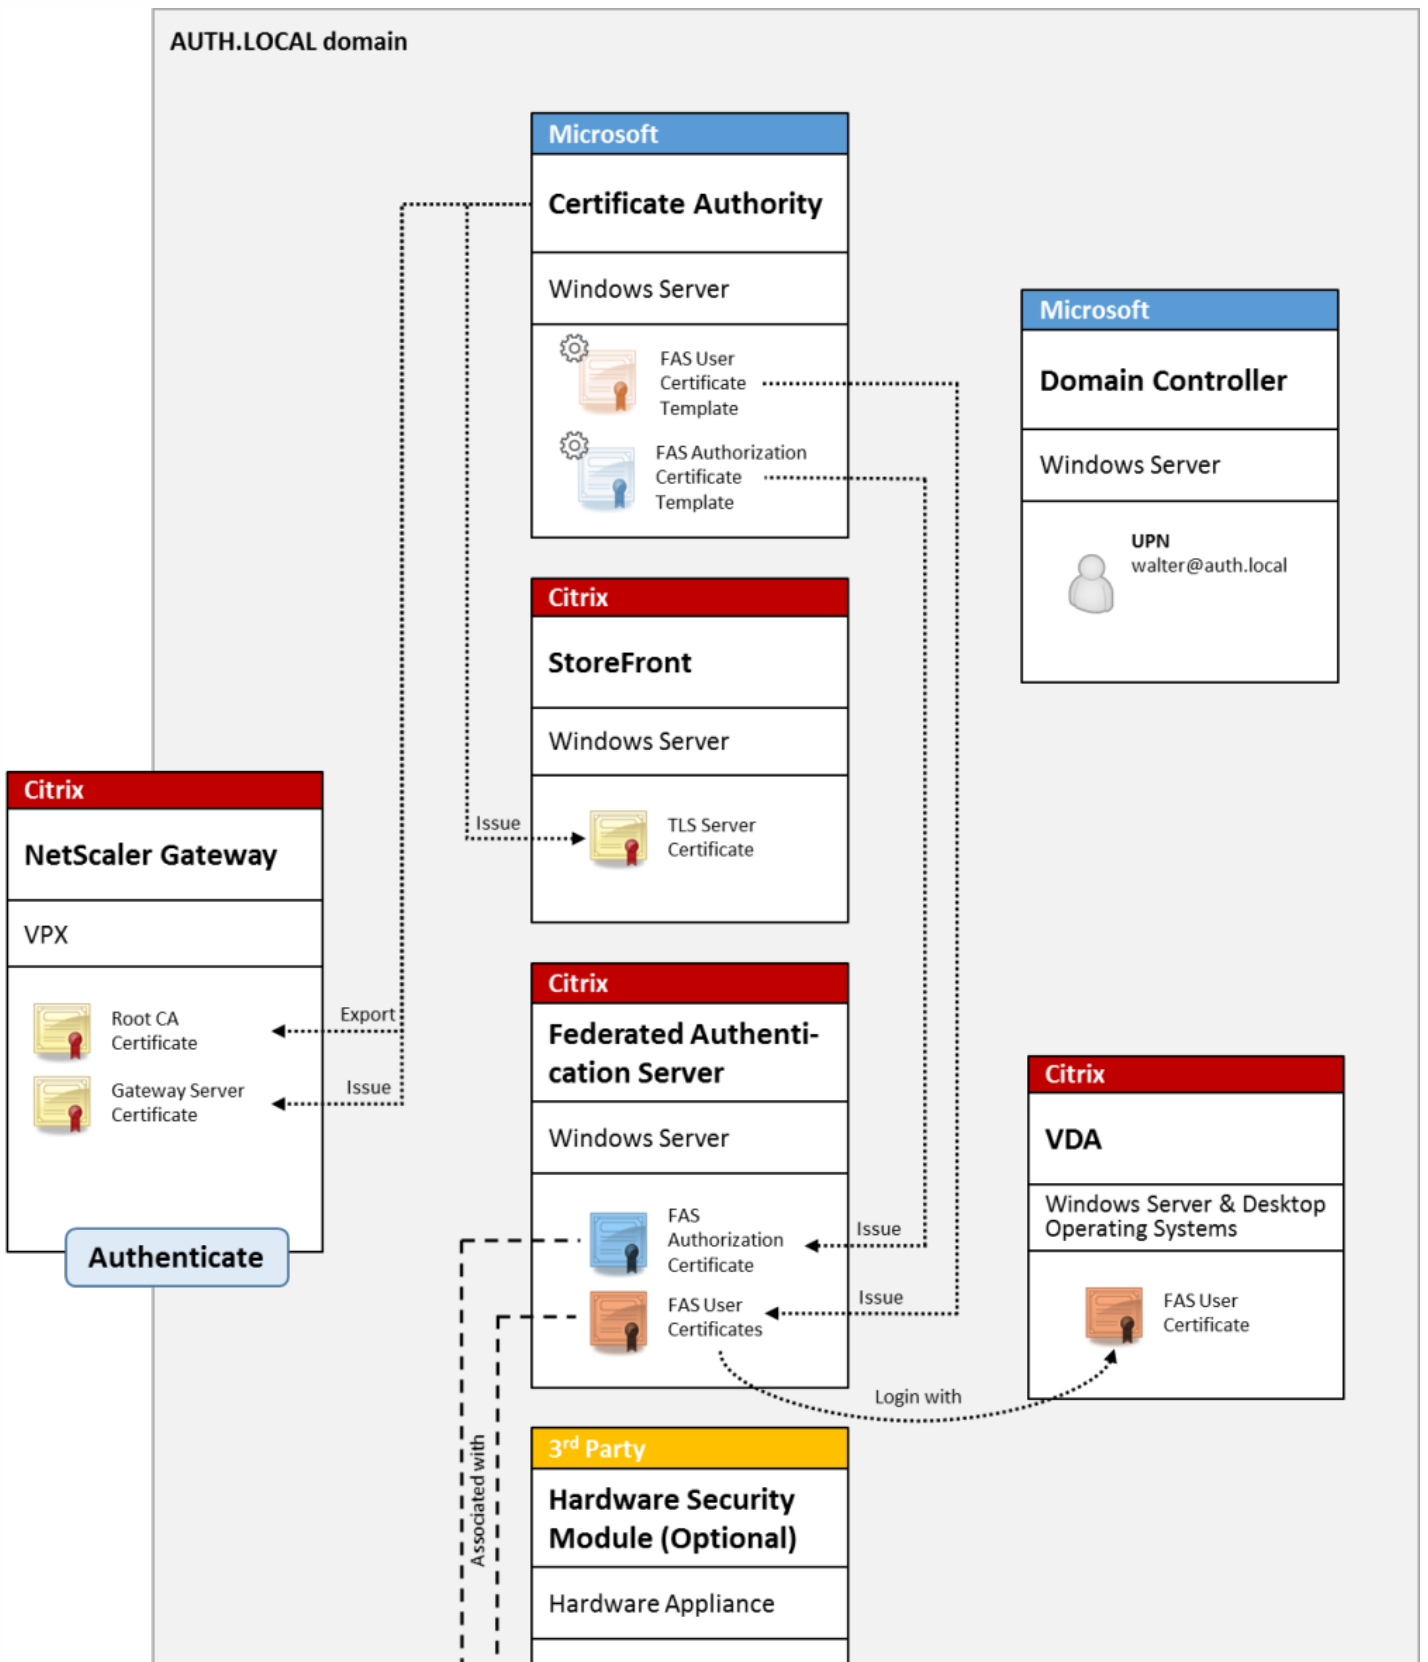 AUTH.LOCAL domain
Microsoft
Certificate Authority
Windows Server
FAS User
Certificate
Template
FAS Authorization
Certificate
Template
Microsoft
Domain Controller
Windows Server
UPN
walter@auth.local
Citrix
StoreFront
Windows Server
Issue
TLS Server
Certificate
Citrix
NetScaler Gateway
VPX
Root CA
Certificate
Export
Gateway Server
Certificate
Issue
Authenticate
Citrix
Federated Authenti-
cation Server
Windows Server
FAS
Authorization
Certificate
Issue
FAS User
Certificates
Issue
Citrix
VDA
Windows Server & Desktop
Operating Systems
FAS User
Certificate
Login with
Associated with
3rd Party
Hardware Security
Module (Optional)
Hardware Appliance